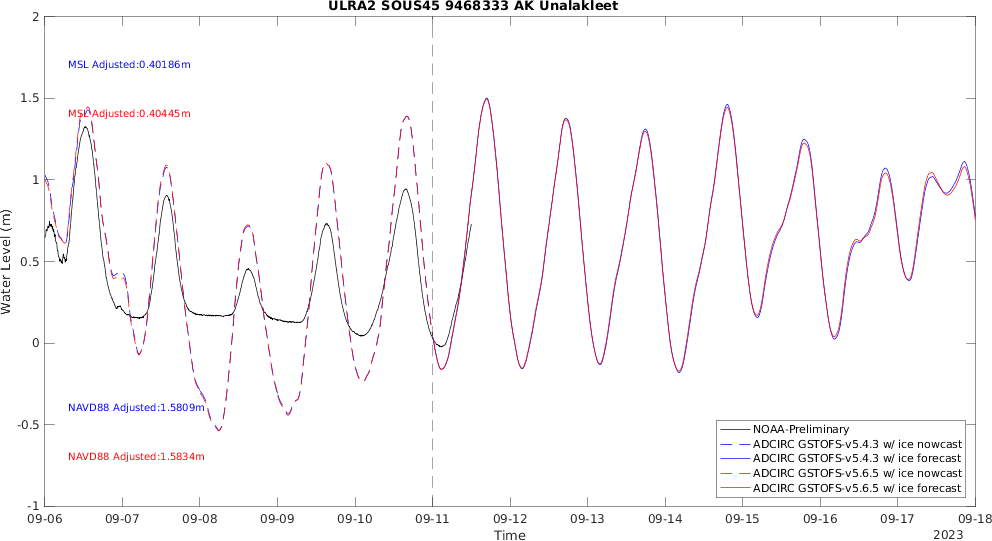 ULRA2 SOUS45 9468333 AK Unalakleet
2
1.5
1
0.5
0
-0.5
-1
Water Level (m)
MSL Adjusted:0.40186m
MSL Adjusted:0.40445m
NAVD88 Adjusted:1.5809m
NAVD88 Adjusted:1.5834m
NOAA-Preliminary
ADCIRC GSTOFS-v5.4.3 w/ ice nowcast
ADCIRC GSTOFS-v5.4.3 w/ ice forecast
ADCIRC GSTOFS-v5.6.5 w/ ice nowcast
ADCIRC GSTOFS-v5.6.5 w/ ice forecast
09-06 09-07 09-08 09-09 09-10 09-11 09-12 09-13 09-14 09-15 09-16 09-17 09-18
Time
2023